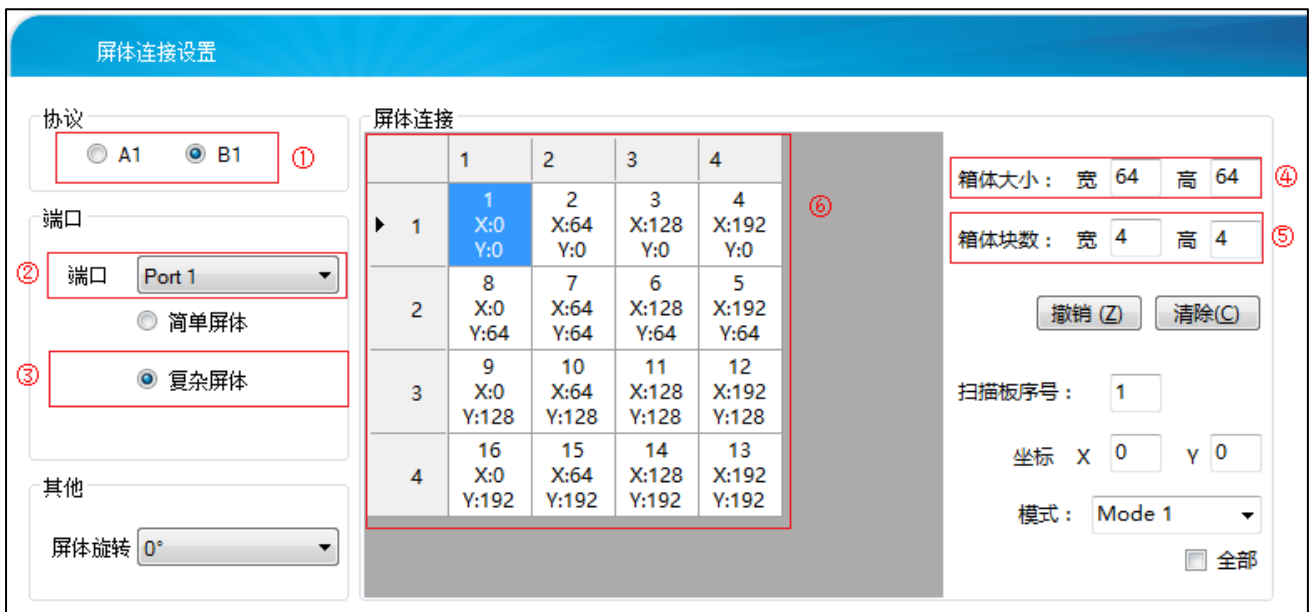 屏体连接设置
协议
A1 B1 ①
端口
② 端口 Port 1
简单屏体
③ 复杂屏体
其他
屏体旋转 0°
屏体连接
1 2 3 4
1 2 3 4
1 X:0 X:64 X:128 X:192
Y:0 Y:0 Y:0 Y:0
8 7 6 5
2 X:0 X:64 X:128 X:192
Y:64 Y:64 Y:64 Y:64
9 10 11 12
3 X:0 X:64 X:128 X:192
Y:128 Y:128 Y:128 Y:128
16 15 14 13
4 X:0 X:64 X:128 X:192
Y:192 Y:192 Y:192 Y:192
⑥
箱体大小： 宽 64 高 64 ④
箱体块数： 宽 4 高 4 ⑤
撤销 (Z) 清除(C)
扫描板序号： 1
坐标 X 0 Y 0
模式： Mode 1
全部